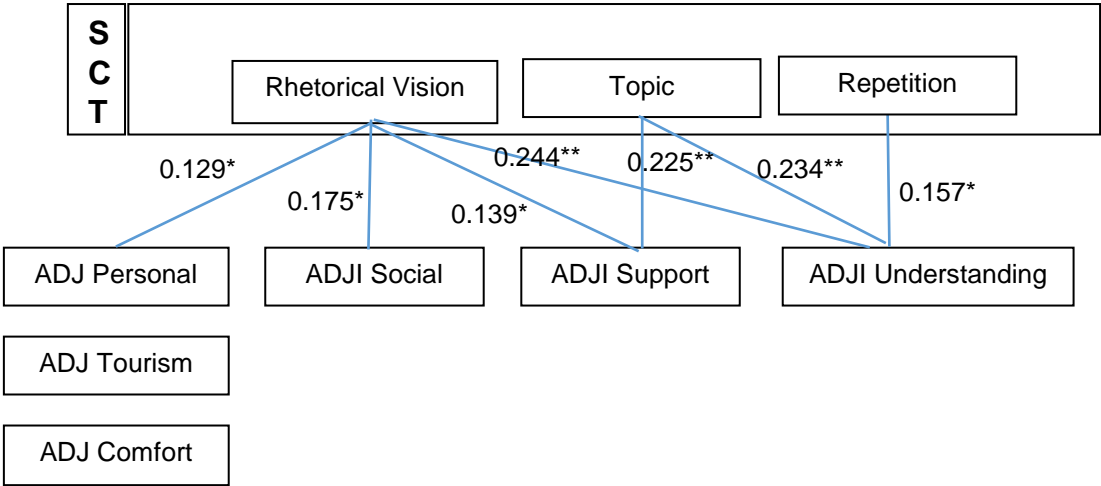 S
C
T
Rhetorical Vision
Topic
Repetition
0.129*
0.175*
0.139*
0.244**
0.225**
0.234**
0.157*
ADJ Personal
ADJI Social
ADJI Support
ADJI Understanding
ADJ Tourism
ADJ Comfort